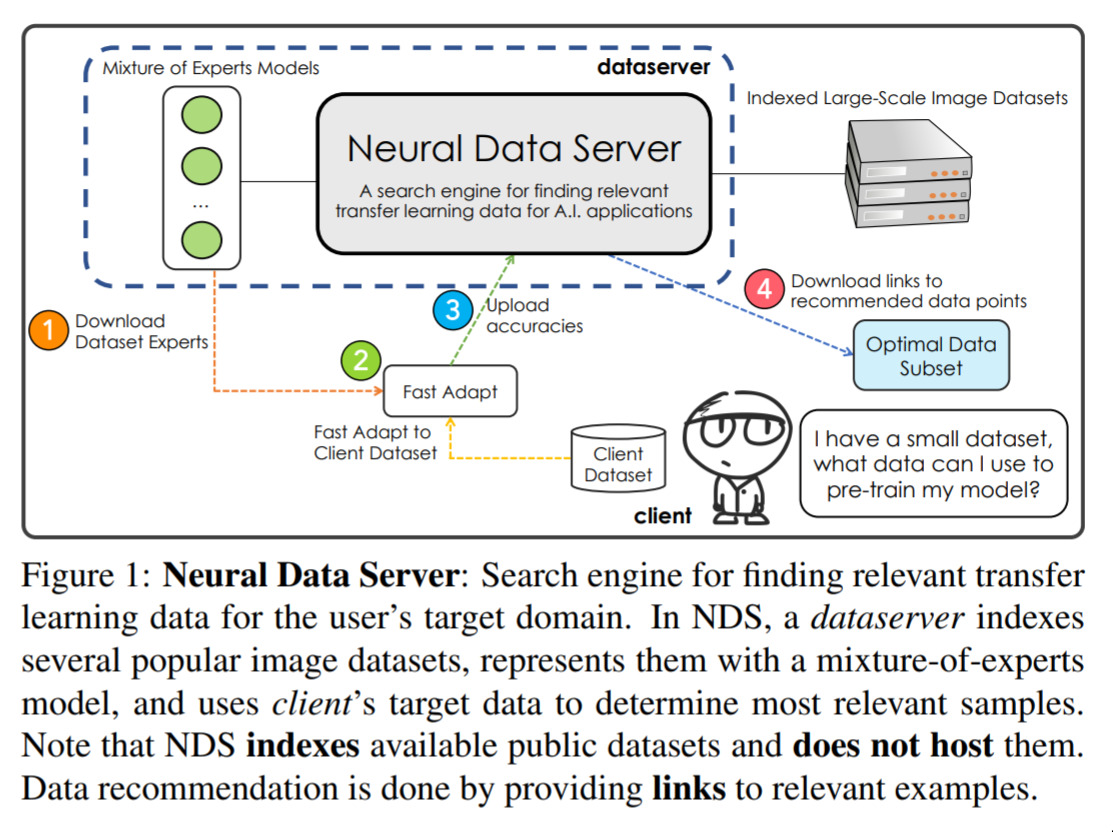 Mixture of Experts Models
dataserver
...
Neural Data Server
A search engine for finding relevant
transfer learning data for A.I. applications
Indexed Large-Scale Image Datasets
1
Download
Dataset Experts
2
Fast Adapt
Fast Adapt to
Client Dataset
3
Upload
accuracies
4
Download links to
recommended data points
Optimal Data
Subset
Client
Dataset
client
I have a small dataset,
what data can I use to
pre-train my model?
Figure 1: Neural Data Server: Search engine for finding relevant transfer
learning data for the user's target domain. In NDS, a dataserver indexes
several popular image datasets, represents them with a mixture-of-experts
model, and uses client's target data to determine most relevant samples.
Note that NDS indexes available public datasets and does not host them.
Data recommendation is done by providing links to relevant examples.